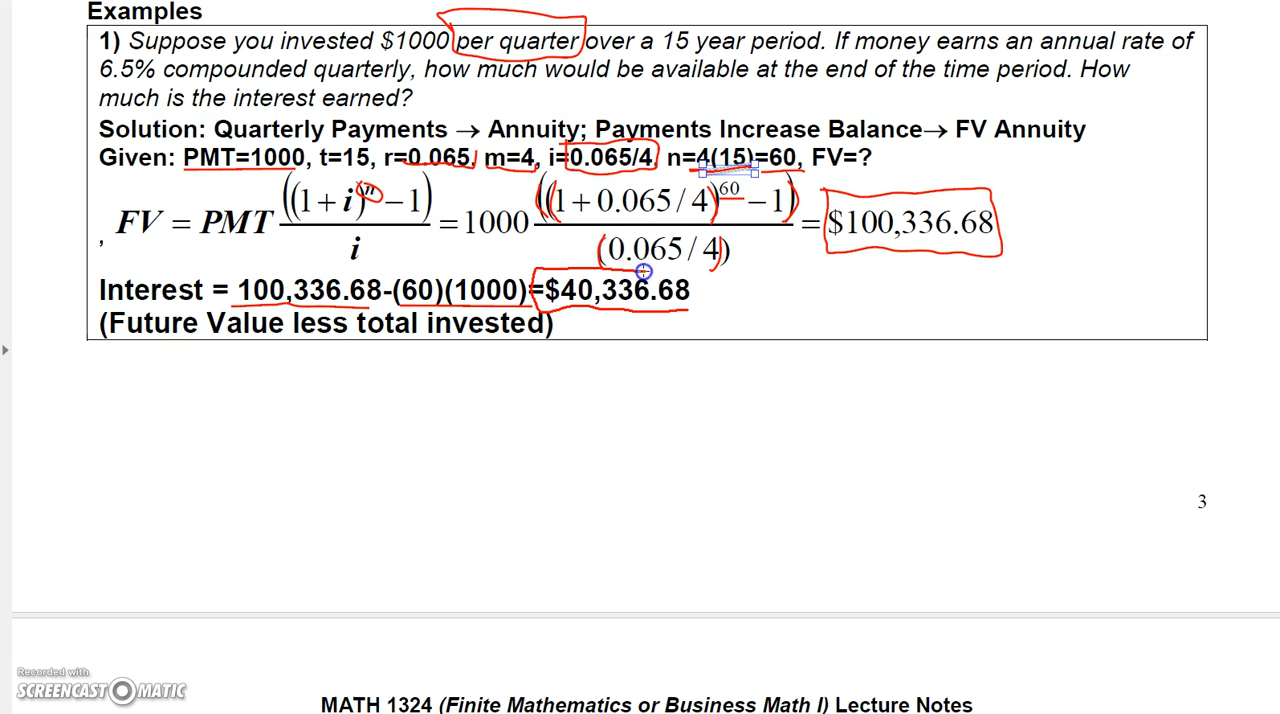 Examples
1) Suppose you invested $1000 per quarter over a 15 year period. If money earns an annual rate of
6.5% compounded quarterly, how much would be available at the end of the time period. How
much is the interest earned?
Solution: Quarterly Payments → Annuity; Payments Increase Balance→ FV Annuity
Given: PMT=1000, t=15, r=0.065, m=4, i=0.065/4, n=4(15)=60, FV=?
, FV = PMT ((1+i)^n −1) / i = 1000 ((1+0.065/4)^60 −1) / (0.065/4) = $100,336.68
Interest = 100,336.68-(60)(1000)=$40,336.68
(Future Value less total invested)
3
Recorded with
SCREENCAST-O-MATIC
MATH 1324 (Finite Mathematics or Business Math I) Lecture Notes